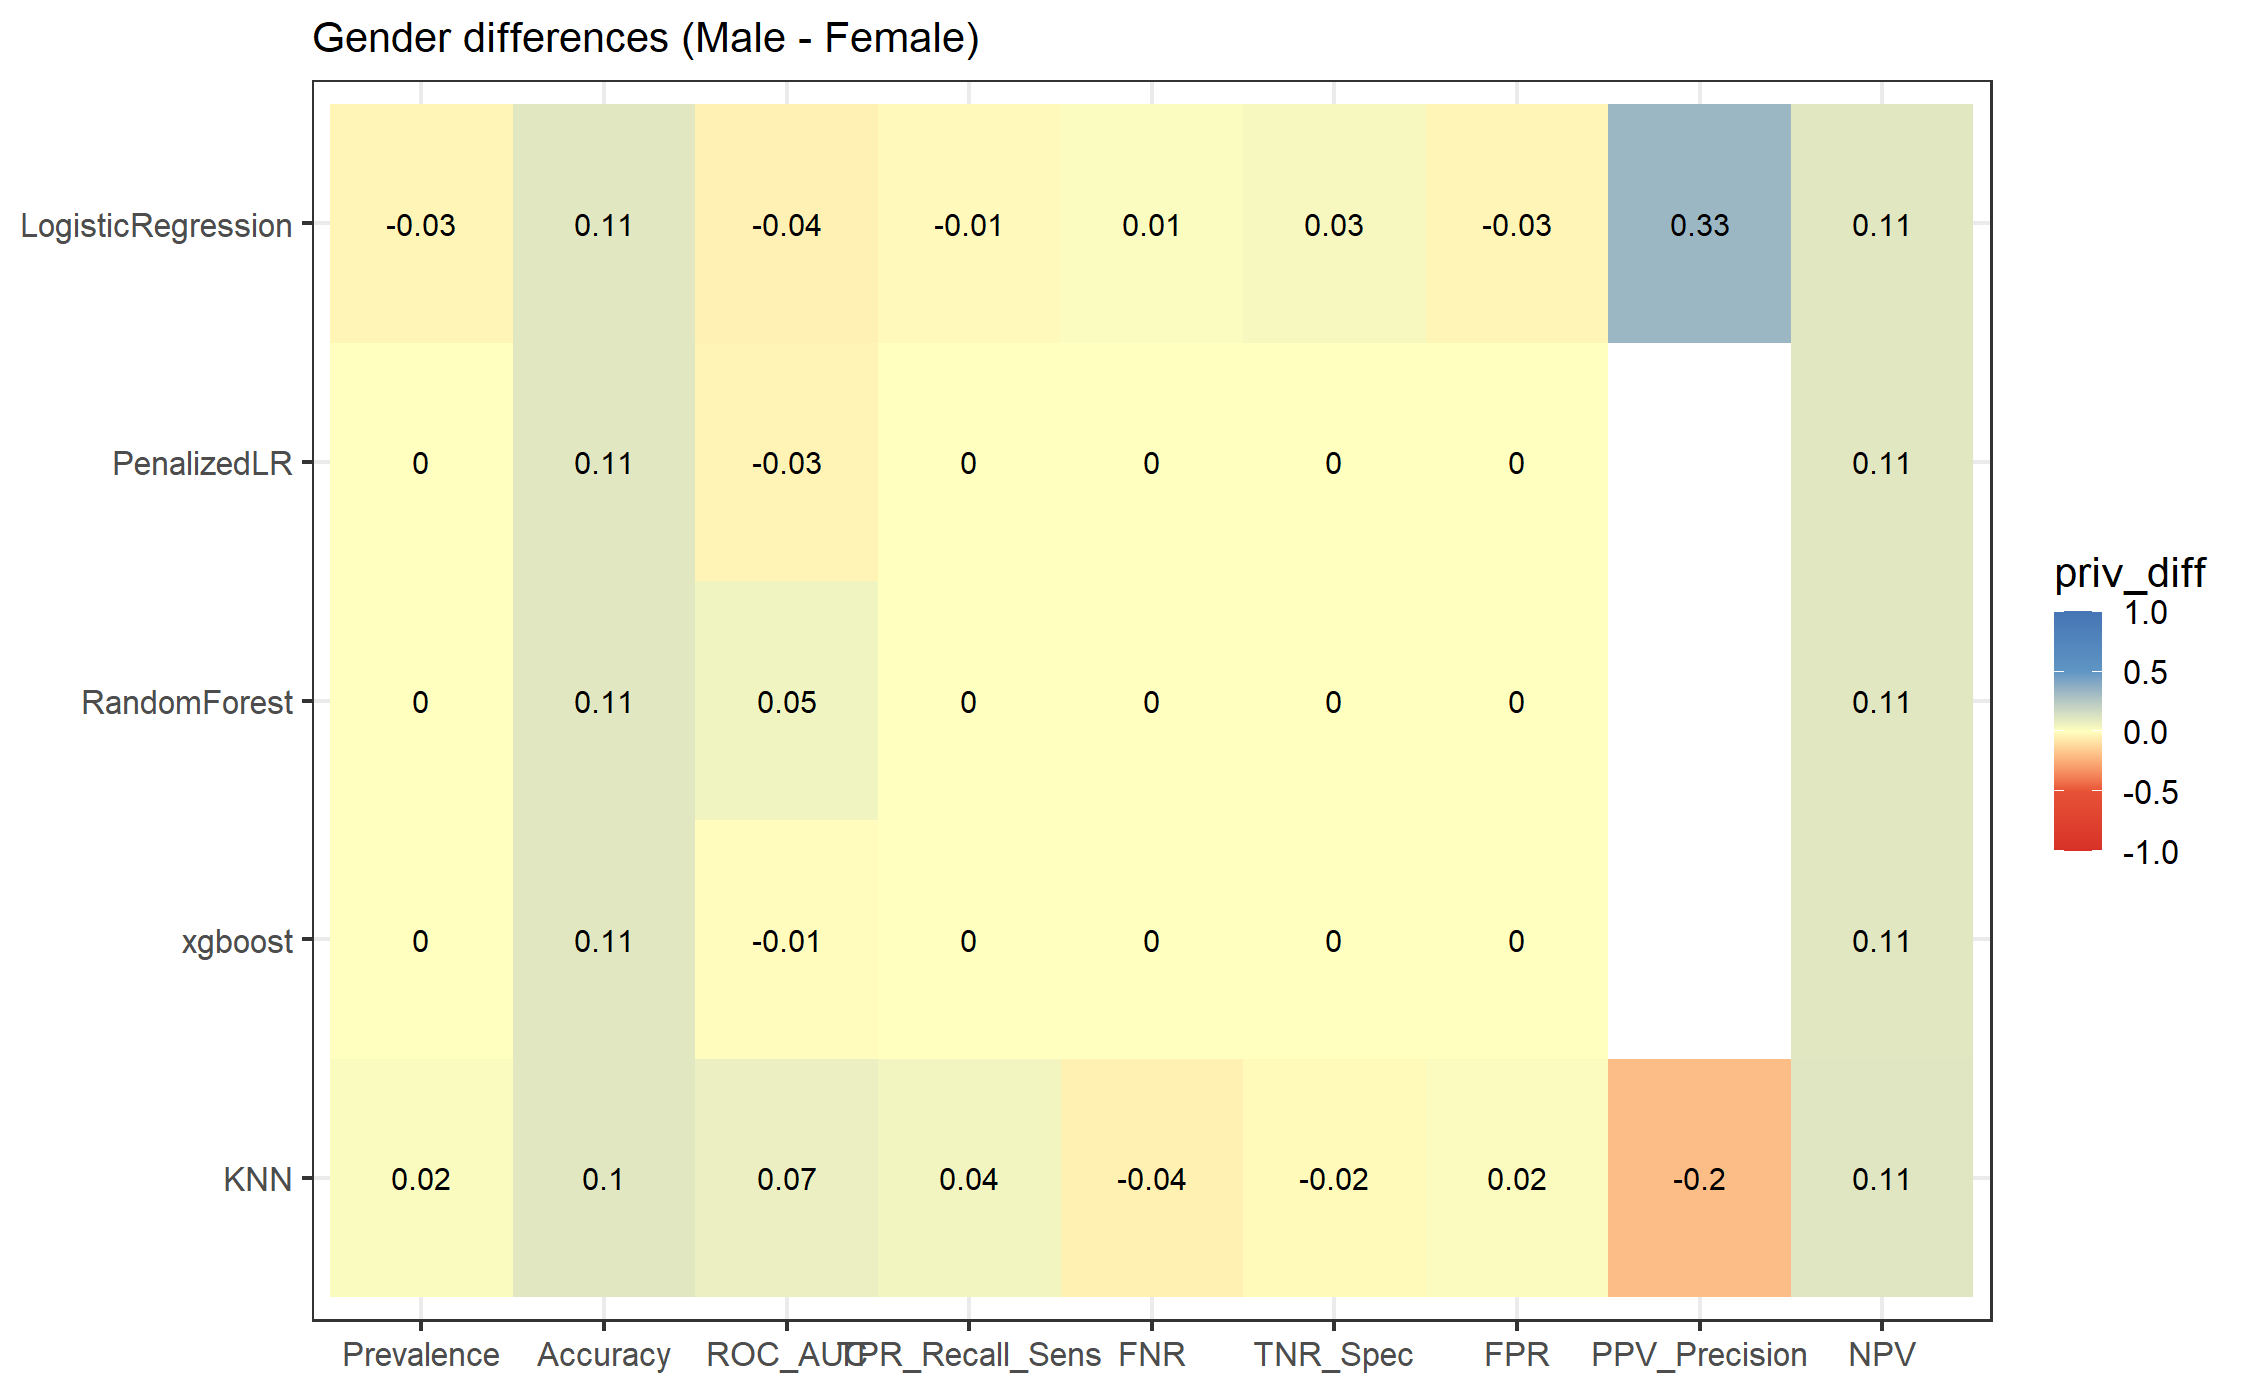 Gender differences (Male - Female)
LogisticRegression -0.03 0.11 -0.04 -0.01 0.01 0.03 -0.03 0.33 0.11
PenalizedLR 0 0.11 -0.03 0 0 0 0 0.11
RandomForest 0 0.11 0.05 0 0 0 0 0.11
xgboost 0 0.11 -0.01 0 0 0 0 0.11
KNN 0.02 0.1 0.07 0.04 -0.04 -0.02 0.02 -0.2 0.11
Prevalence Accuracy ROC_AUC TPR_Recall_Sens FNR TNR_Spec FPR PPV_Precision NPV
priv_diff
1.0
0.5
0.0
-0.5
-1.0